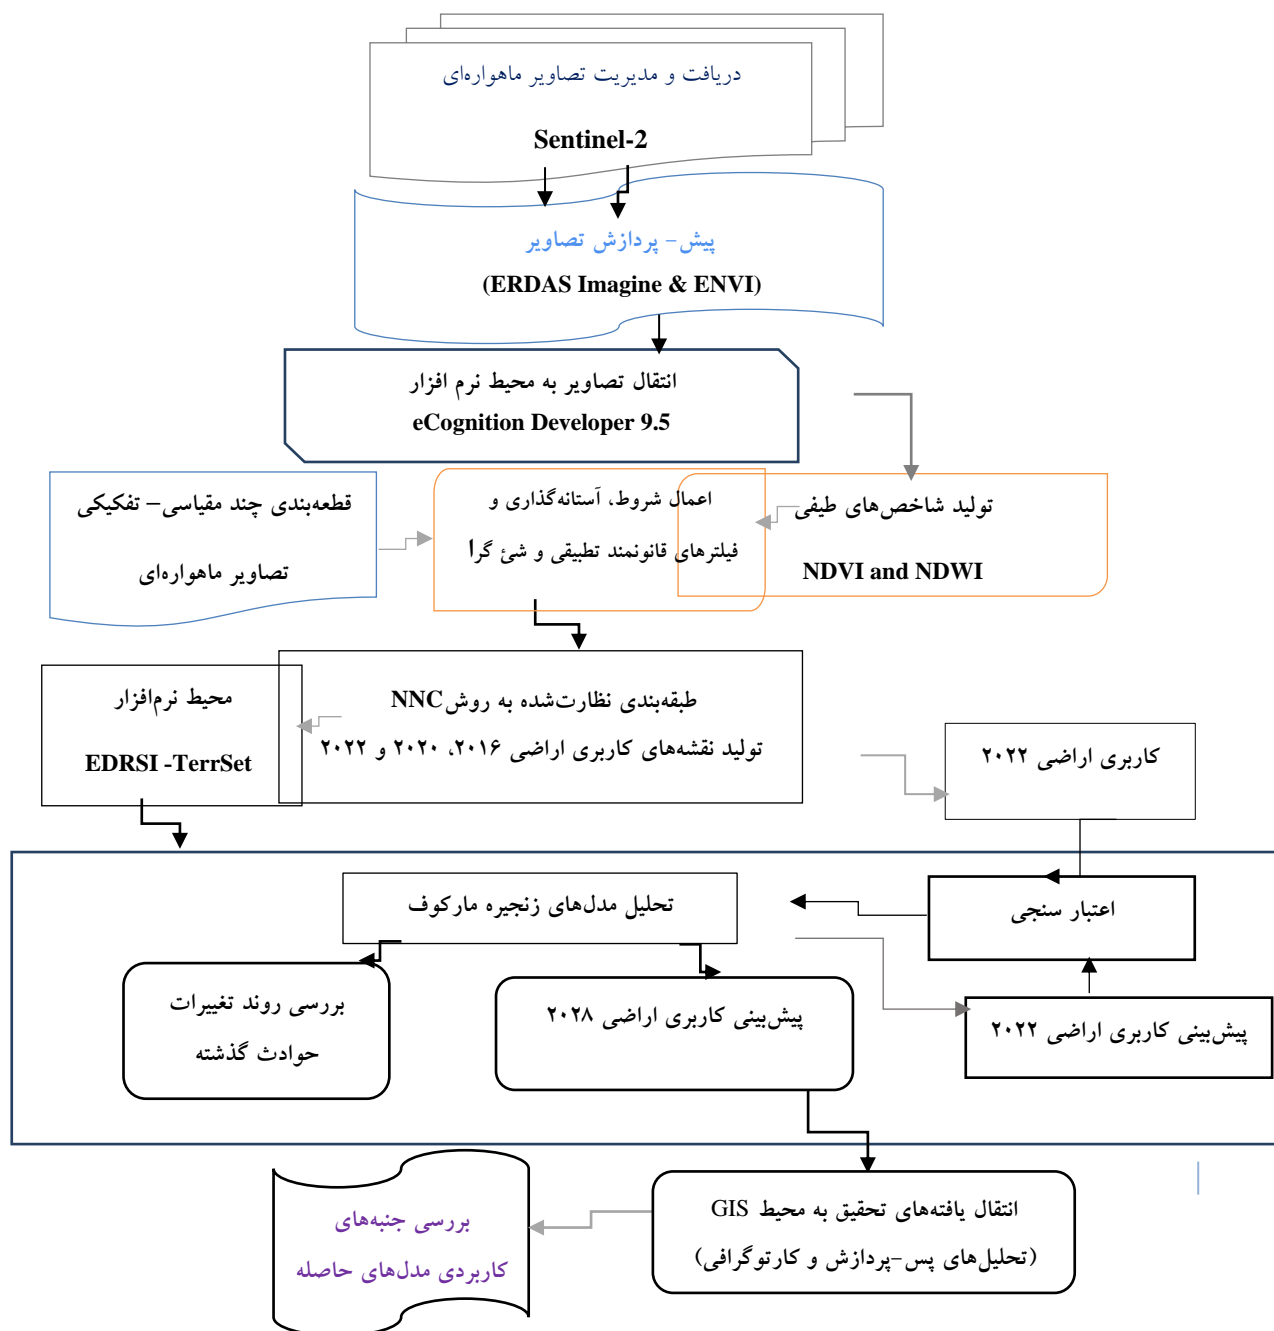 دریافت و مدیریت تصاویر ماهواره‌ای
Sentinel-2
پیش- پردازش تصاویر
(ERDAS Imagine & ENVI)
انتقال تصاویر به محیط نرم افزار
eCognition Developer 9.5
تولید شاخص‌های طیفی
NDVI and NDWI
اعمال شروط، آستانه‌گذاری و
فیلترهای قانونمند تطبیقی و شئ گرأ
قطعه‌بندی چند مقیاسی– تفکیکی
تصاویر ماهواره‌ای
طبقه‌بندی نظارت‌شده به روش NNC
تولید نقشه‌های کاربری اراضی ۲۰۱۶، ۲۰۲۰ و ۲۰۲۲
محیط نرم‌افزار
EDRSI -TerrSet
کاربری اراضی ۲۰۲۲
اعتبار سنجی
تحلیل مدل‌های زنجیره مارکوف
پیش‌بینی کاربری اراضی ۲۰۲۲
پیش‌بینی کاربری اراضی ۲۰۲۸
بررسی روند تغییرات
حوادث گذشته
انتقال یافته‌های تحقیق به محیط GIS
(تحلیل‌های پس-پردازش و کارتوگرافی)
بررسی جنبه‌های
کاربردی مدل‌های حاصله